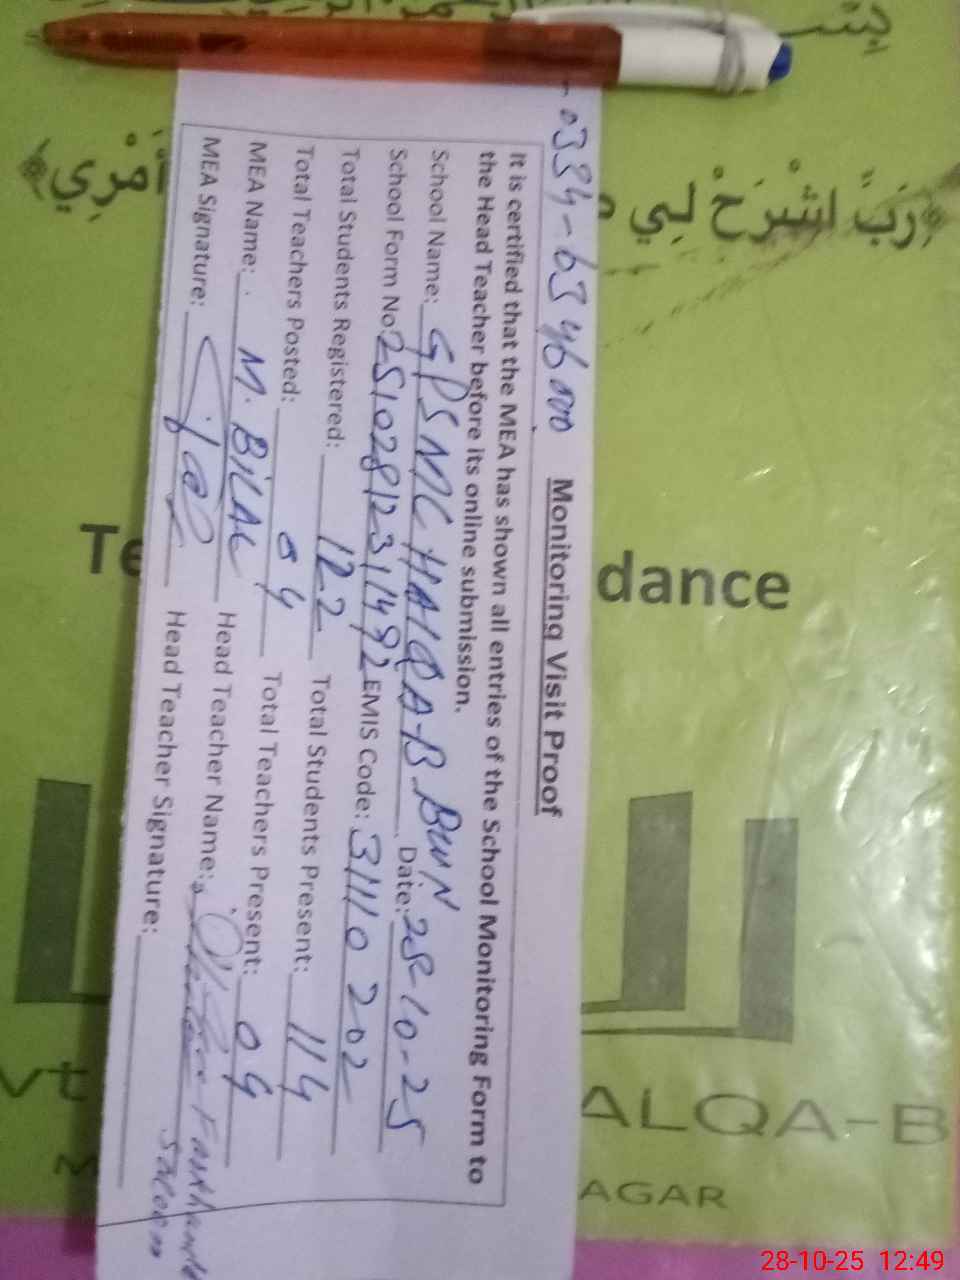 رَبِّ اشْرَحْ لِي
أَمْرِي
0334-6346000
Monitoring Visit Proof
It is certified that the MEA has shown all entries of the School Monitoring Form to
the Head Teacher before its online submission.
School Name: GPS MC HALQA-B BWN Date: 28-10-25
School Form No: 25102812311492 EMIS Code: 31110202
Total Students Registered: 122 Total Students Present: 114
Total Teachers Posted: 04 Total Teachers Present: 04
MEA Name: M. BILAL Head Teacher Name:
Saleem
MEA Signature: Head Teacher Signature:
Te dance
ALQA-B
AGAR
28-10-25 12:49